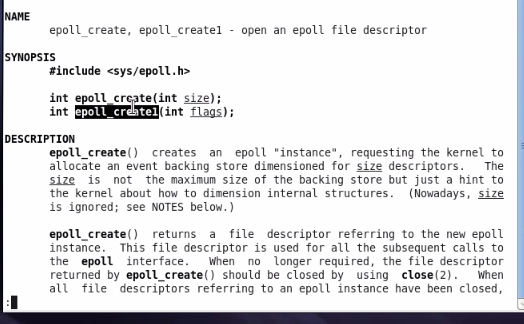 NAME
epoll_create, epoll_create1 - open an epoll file descriptor
SYNOPSIS
#include <sys/epoll.h>
int epoll_create(int size);
int epoll_create1(int flags);
DESCRIPTION
epoll_create() creates an epoll "instance", requesting the kernel to
allocate an event backing store dimensioned for size descriptors. The
size is not the maximum size of the backing store but just a hint to
the kernel about how to dimension internal structures. (Nowadays, size
is ignored; see NOTES below.)
epoll_create() returns a file descriptor referring to the new epoll
instance. This file descriptor is used for all the subsequent calls to
the epoll interface. When no longer required, the file descriptor
returned by epoll_create() should be closed by using close(2). When
all file descriptors referring to an epoll instance have been closed,
: